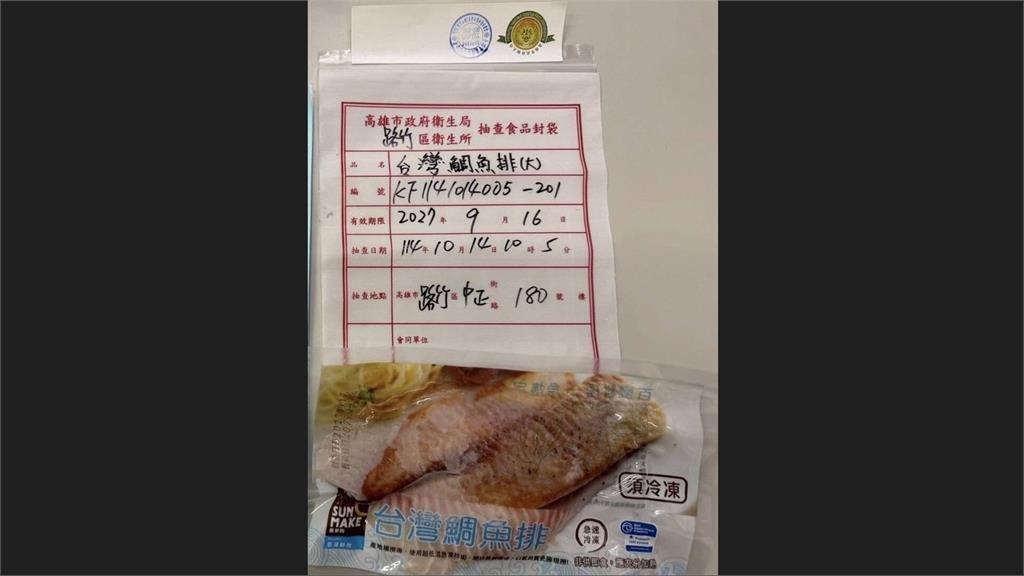 高雄市政府衛生局
路竹 區衛生所
抽查食品封袋
品名 台灣鯛魚排(大)
編號 KF1141014005-201
有效期限 2027年 9月 16日
抽查日期 114年10月14日10時5分
抽查地點 高雄市路竹區中正 街路 180 號 樓
會同單位
須冷凍
SUN MAKE
台灣鯛魚排
急速冷凍